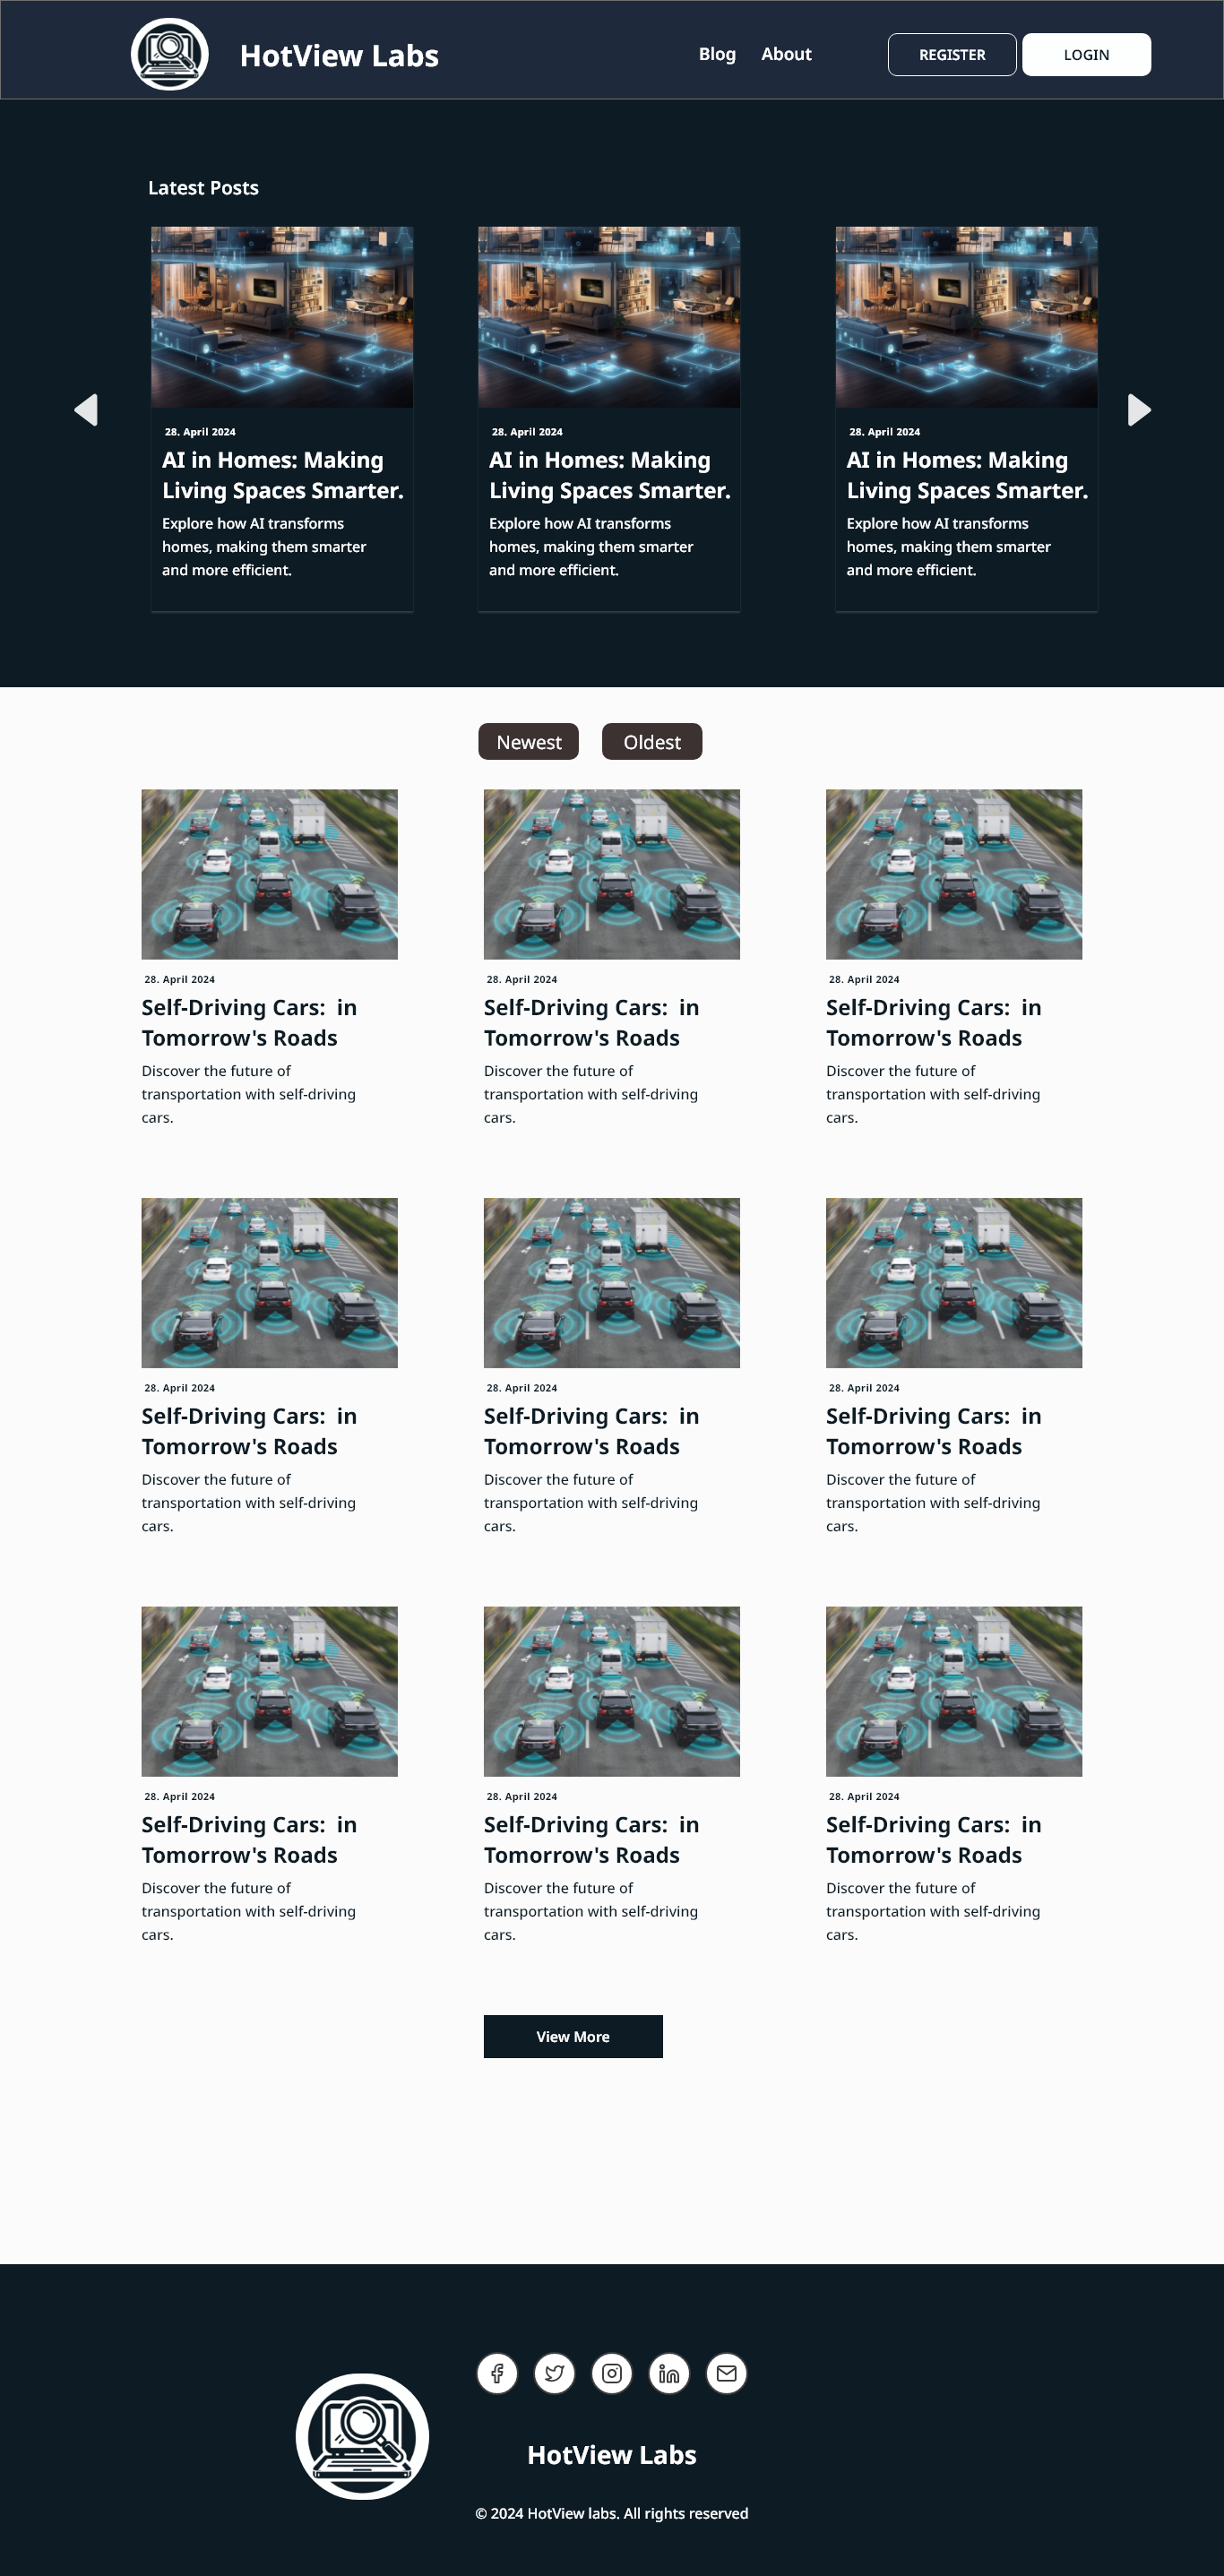 HotView Labs
Blog About REGISTER LOGIN
Latest Posts
28. April 2024
AI in Homes: Making
Living Spaces Smarter.
Explore how AI transforms
homes, making them smarter
and more efficient.
28. April 2024
AI in Homes: Making
Living Spaces Smarter.
Explore how AI transforms
homes, making them smarter
and more efficient.
28. April 2024
AI in Homes: Making
Living Spaces Smarter.
Explore how AI transforms
homes, making them smarter
and more efficient.
Newest Oldest
28. April 2024
Self-Driving Cars:  in
Tomorrow's Roads
Discover the future of
transportation with self-driving
cars.
28. April 2024
Self-Driving Cars:  in
Tomorrow's Roads
Discover the future of
transportation with self-driving
cars.
28. April 2024
Self-Driving Cars:  in
Tomorrow's Roads
Discover the future of
transportation with self-driving
cars.
28. April 2024
Self-Driving Cars:  in
Tomorrow's Roads
Discover the future of
transportation with self-driving
cars.
28. April 2024
Self-Driving Cars:  in
Tomorrow's Roads
Discover the future of
transportation with self-driving
cars.
28. April 2024
Self-Driving Cars:  in
Tomorrow's Roads
Discover the future of
transportation with self-driving
cars.
28. April 2024
Self-Driving Cars:  in
Tomorrow's Roads
Discover the future of
transportation with self-driving
cars.
28. April 2024
Self-Driving Cars:  in
Tomorrow's Roads
Discover the future of
transportation with self-driving
cars.
28. April 2024
Self-Driving Cars:  in
Tomorrow's Roads
Discover the future of
transportation with self-driving
cars.
View More
HotView Labs
© 2024 HotView labs. All rights reserved